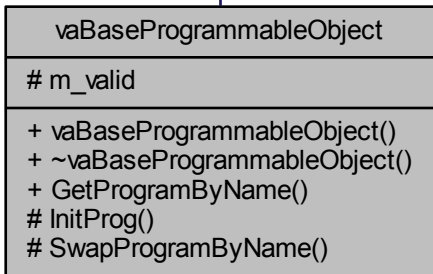 vaBaseProgrammableObject
# m_valid
+ vaBaseProgrammableObject()
+ ~vaBaseProgrammableObject()
+ GetProgramByName()
# InitProg()
# SwapProgramByName()